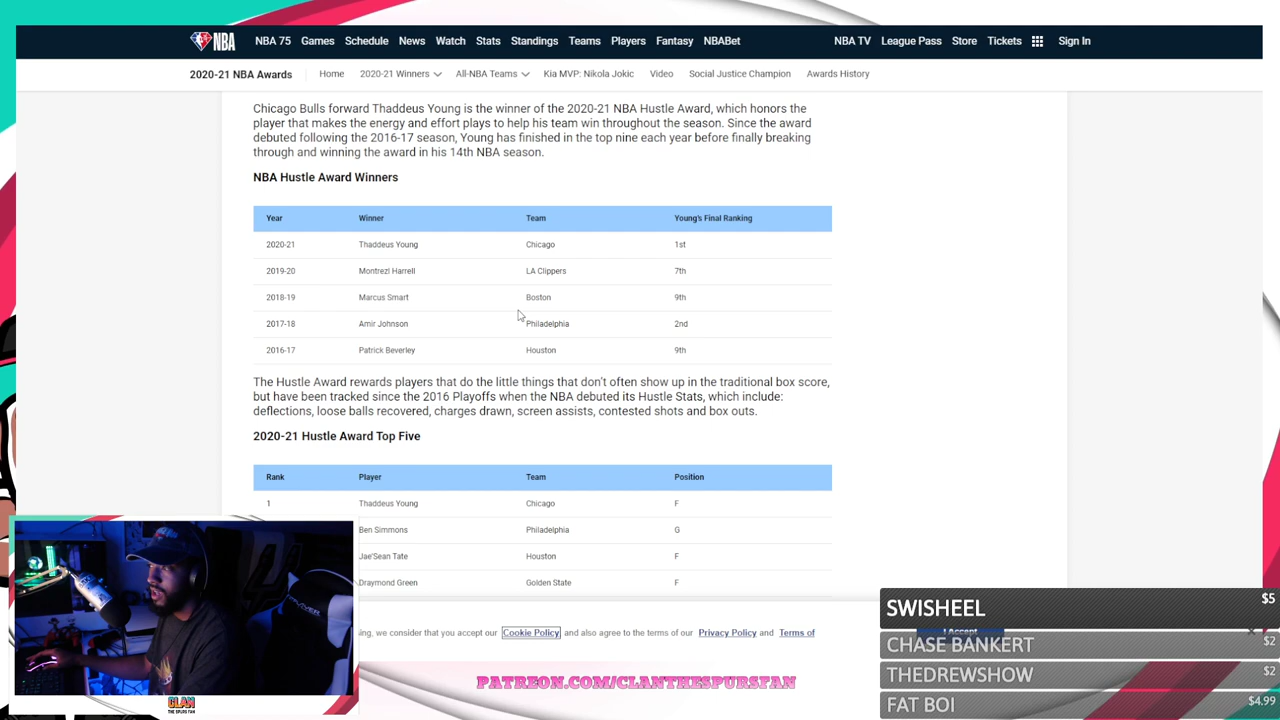 NBA NBA 75 Games Schedule News Watch Stats Standings Teams Players Fantasy NBABet NBA TV League Pass Store Tickets Sign In
2020-21 NBA Awards Home 2020-21 Winners All-NBA Teams Kia MVP: Nikola Jokic Video Social Justice Champion Awards History
Chicago Bulls forward Thaddeus Young is the winner of the 2020-21 NBA Hustle Award, which honors the
player that makes the energy and effort plays to help his team win throughout the season. Since the award
debuted following the 2016-17 season, Young has finished in the top nine each year before finally breaking
through and winning the award in his 14th NBA season.
NBA Hustle Award Winners
Year Winner Team Young's Final Ranking
2020-21 Thaddeus Young Chicago 1st
2019-20 Montrezl Harrell LA Clippers 7th
2018-19 Marcus Smart Boston 9th
2017-18 Amir Johnson Philadelphia 2nd
2016-17 Patrick Beverley Houston 9th
The Hustle Award rewards players that do the little things that don't often show up in the traditional box score,
but have been tracked since the 2016 Playoffs when the NBA debuted its Hustle Stats, which include:
deflections, loose balls recovered, charges drawn, screen assists, contested shots and box outs.
2020-21 Hustle Award Top Five
Rank Player Team Position
1 Thaddeus Young Chicago F
Ben Simmons Philadelphia G
Jae'Sean Tate Houston F
Draymond Green Golden State F
ing, we consider that you accept our Cookie Policy and also agree to the terms of our Privacy Policy and Terms of
I Accept
SWISHEEL $5
CHASE BANKERT $2
THEDREWSHOW $2
FAT BOI $4.99
PATREON.COM/CLANTHESPURSFAN
CLAN
THE SPURS FAN